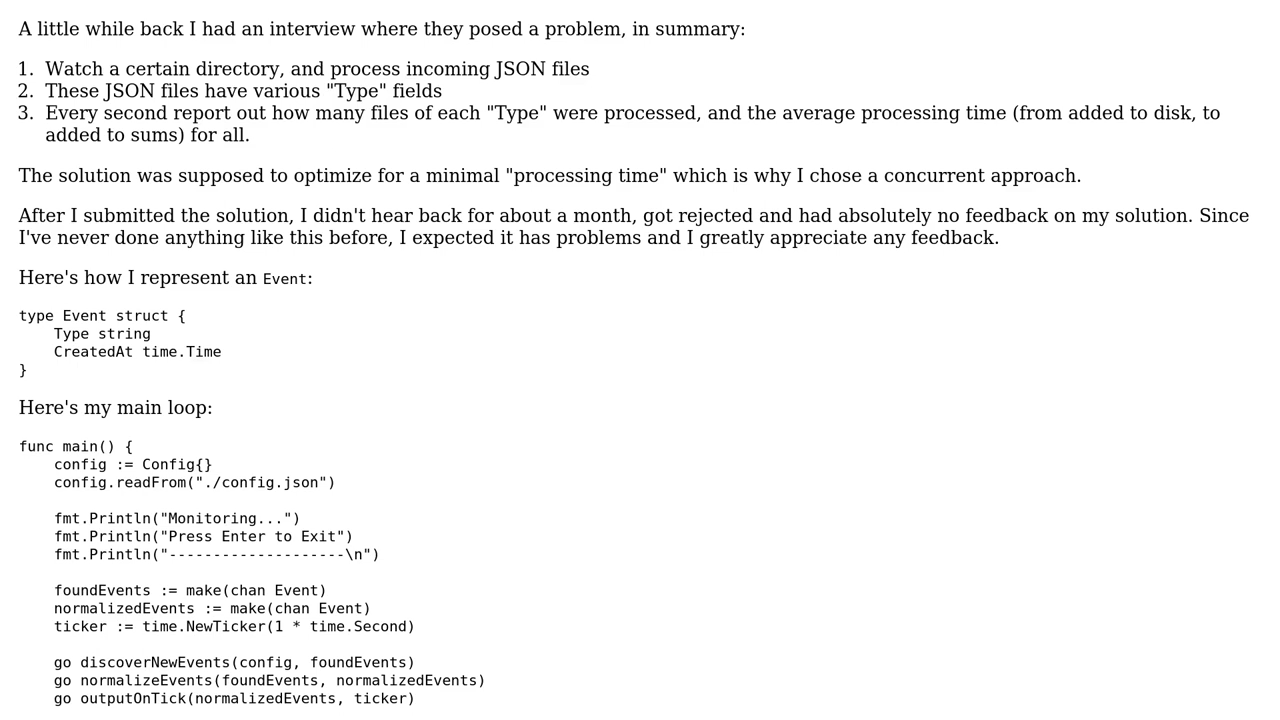 A little while back I had an interview where they posed a problem, in summary:
1. Watch a certain directory, and process incoming JSON files
2. These JSON files have various "Type" fields
3. Every second report out how many files of each "Type" were processed, and the average processing time (from added to disk, to
added to sums) for all.
The solution was supposed to optimize for a minimal "processing time" which is why I chose a concurrent approach.
After I submitted the solution, I didn't hear back for about a month, got rejected and had absolutely no feedback on my solution. Since
I've never done anything like this before, I expected it has problems and I greatly appreciate any feedback.
Here's how I represent an Event:
type Event struct {
    Type string
    CreatedAt time.Time
}
Here's my main loop:
func main() {
    config := Config{}
    config.readFrom("./config.json")
    fmt.Println("Monitoring...")
    fmt.Println("Press Enter to Exit")
    fmt.Println("--------------------\n")
    foundEvents := make(chan Event)
    normalizedEvents := make(chan Event)
    ticker := time.NewTicker(1 * time.Second)
    go discoverNewEvents(config, foundEvents)
    go normalizeEvents(foundEvents, normalizedEvents)
    go outputOnTick(normalizedEvents, ticker)